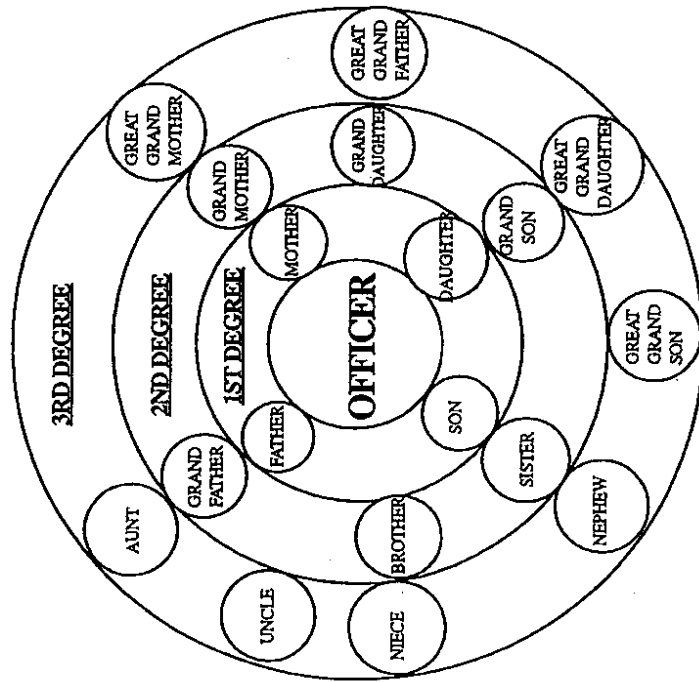 3RD DEGREE
2ND DEGREE
1ST DEGREE
OFFICER
AUNT
GREAT
GRAND
MOTHER
GRAND
FATHER
GRAND
MOTHER
FATHER
MOTHER
UNCLE
GREAT
GRAND
FATHER
GRAND
DAUGHTER
BROTHER
NIECE
SON
DAUGHTER
SISTER
GRAND
SON
NEPHEW
GREAT
GRAND
DAUGHTER
GREAT
GRAND
SON